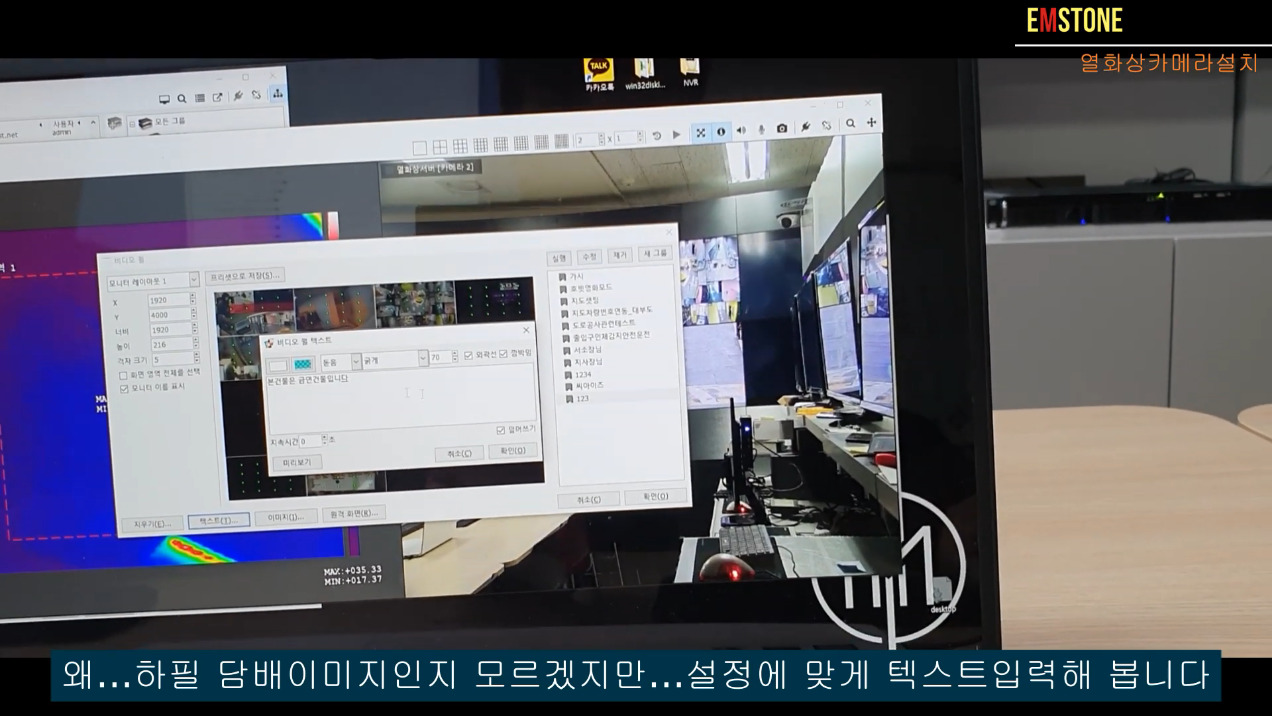 EMSTONE
열화상카메라설치
TALK
카카오톡
win32diski...
NVR
사용자
admin
모든 그룹
2 x 1
열화상서버 [카메라 2]
비디오 월
모니터 레이아웃 1
프리셋으로 저장(S)...
실행
수정
제거
새 그룹
X 1920
Y 4000
너비 1920
높이 216
격자 크기 5
화면 영역 전체를 선택
모니터 이름 표시
가시
후방열화모드
지도셋팅
지도차량번호연동_대부도
도로공사관련테스트
출입구인체감지안전운전
서소장님
지사장님
1234
씨마이즈
123
비디오 월 텍스트
돋움
굵게
70
외곽선
깜박임
본건물은 금연건물입니다
덮어쓰기
지속시간 0 초
미리보기
취소(C)
확인(O)
취소(C)
확인(O)
지우기(E)...
텍스트(T)...
이미지(I)...
원격 화면(R)...
MAX:+035.33
MIN:+017.37
desktop
왜...하필 담배이미지인지 모르겠지만...설정에 맞게 텍스트입력해 봅니다